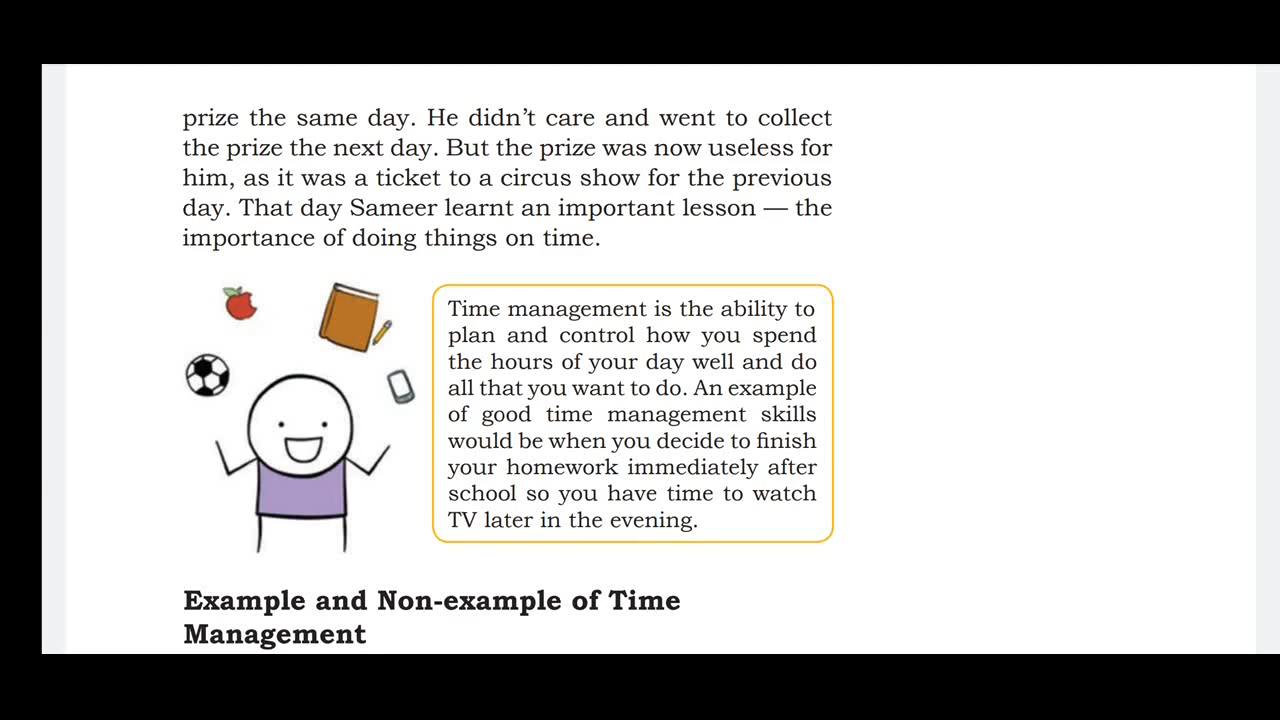 prize the same day. He didn’t care and went to collect
the prize the next day. But the prize was now useless for
him, as it was a ticket to a circus show for the previous
day. That day Sameer learnt an important lesson — the
importance of doing things on time.
Time management is the ability to
plan and control how you spend
the hours of your day well and do
all that you want to do. An example
of good time management skills
would be when you decide to finish
your homework immediately after
school so you have time to watch
TV later in the evening.
Example and Non-example of Time
Management